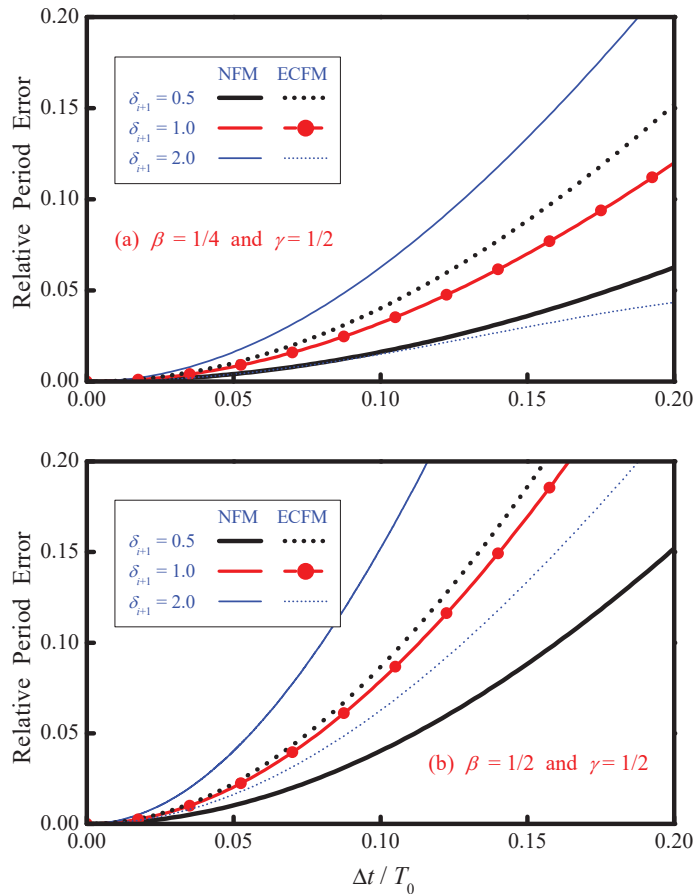 0.20
0.15
0.10
0.05
0.00
Relative Period Error
NFM ECFM
δi+1 = 0.5
δi+1 = 1.0
δi+1 = 2.0
(a) β = 1/4 and γ = 1/2
0.00 0.05 0.10 0.15 0.20
0.20
0.15
0.10
0.05
0.00
Relative Period Error
NFM ECFM
δi+1 = 0.5
δi+1 = 1.0
δi+1 = 2.0
(b) β = 1/2 and γ = 1/2
0.00 0.05 0.10 0.15 0.20
Δt / T0